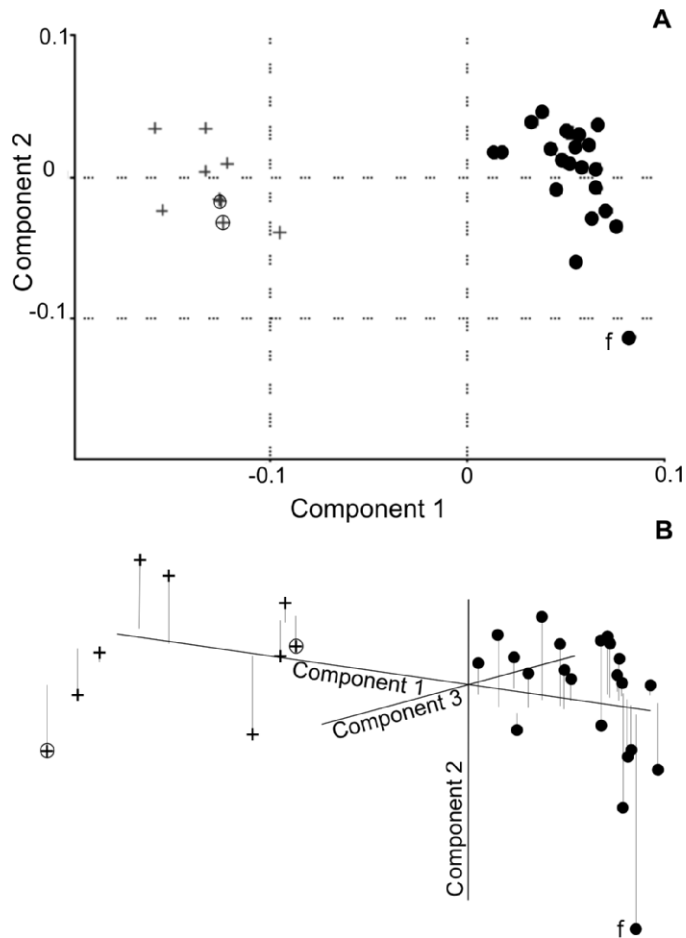 A
0.1
Component 2
0
-0.1
f
-0.1
0
0.1
Component 1
B
Component 1
Component 3
Component 2
f